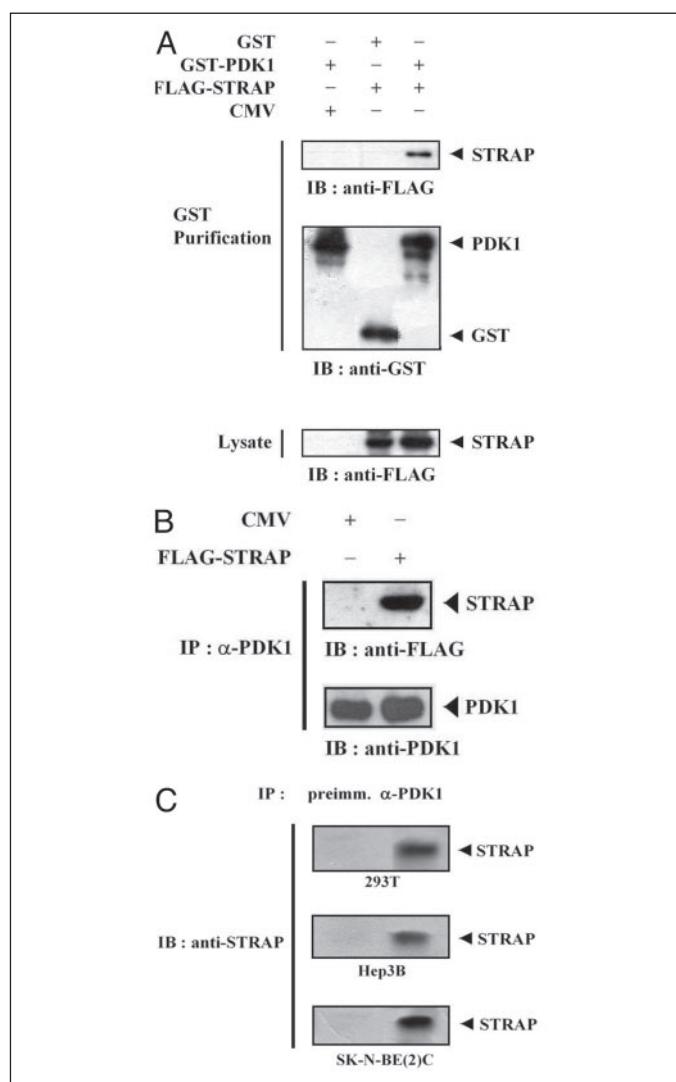 A
GST − + −
GST-PDK1 + − +
FLAG-STRAP − + +
CMV + − −
STRAP
IB : anti-FLAG
GST
Purification
PDK1
GST
IB : anti-GST
Lysate
STRAP
IB : anti-FLAG
B
CMV + −
FLAG-STRAP − +
STRAP
IP : α-PDK1
IB : anti-FLAG
PDK1
IB : anti-PDK1
C
IP : preimm. α-PDK1
STRAP
293T
IB : anti-STRAP
STRAP
Hep3B
STRAP
SK-N-BE(2)C